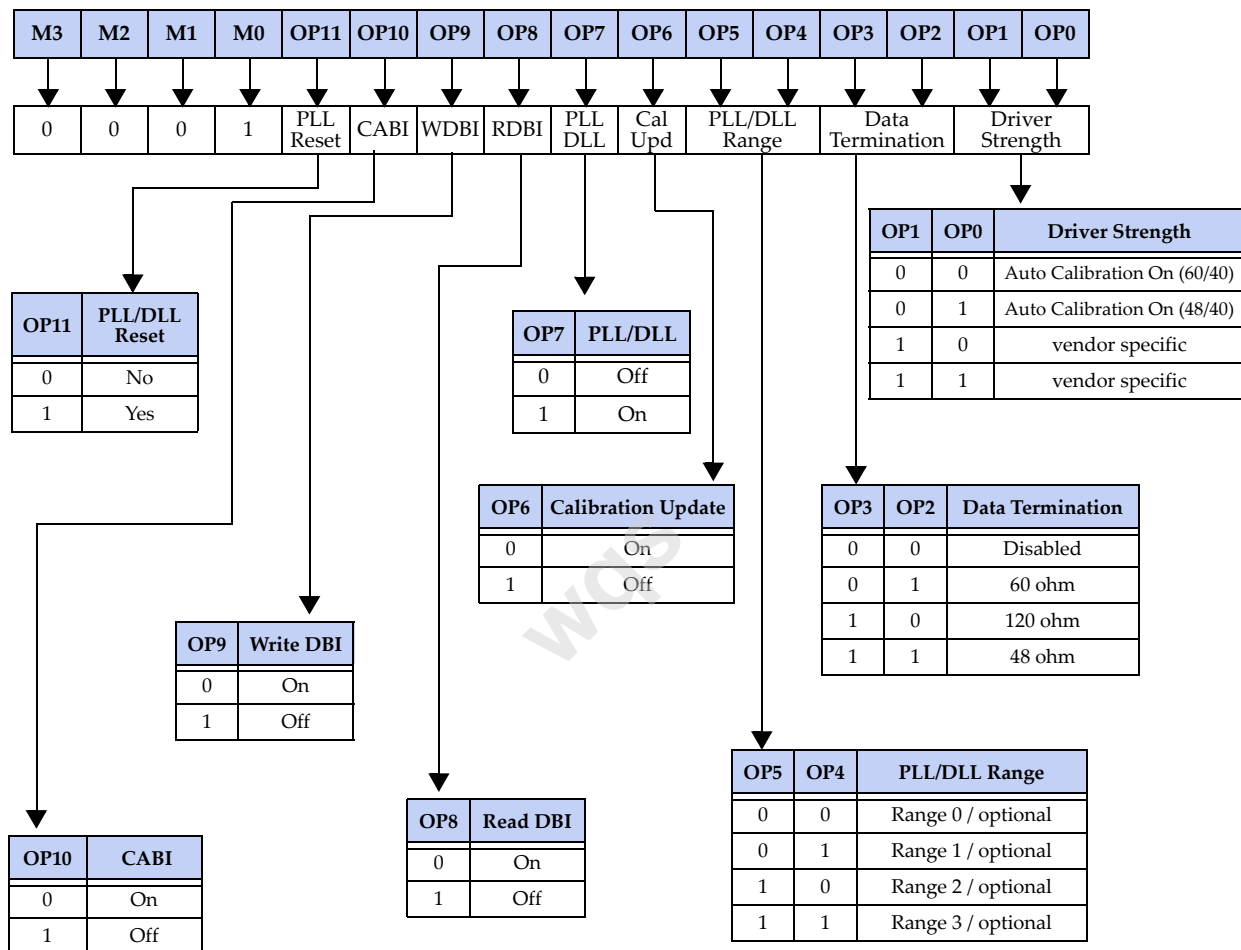 M3 M2 M1 M0 OP11 OP10 OP9 OP8 OP7 OP6 OP5 OP4 OP3 OP2 OP1 OP0
0 0 0 1 PLL Reset CABI WDBI RDBI PLL DLL Cal Upd PLL/DLL Range Data Termination Driver Strength
OP1 OP0 Driver Strength
0 0 Auto Calibration On (60/40)
0 1 Auto Calibration On (48/40)
1 0 vendor specific
1 1 vendor specific
OP11 PLL/DLL Reset
0 No
1 Yes
OP7 PLL/DLL
0 Off
1 On
OP6 Calibration Update
0 On
1 Off
OP3 OP2 Data Termination
0 0 Disabled
0 1 60 ohm
1 0 120 ohm
1 1 48 ohm
wqs
OP9 Write DBI
0 On
1 Off
OP5 OP4 PLL/DLL Range
0 0 Range 0 / optional
0 1 Range 1 / optional
1 0 Range 2 / optional
1 1 Range 3 / optional
OP8 Read DBI
0 On
1 Off
OP10 CABI
0 On
1 Off